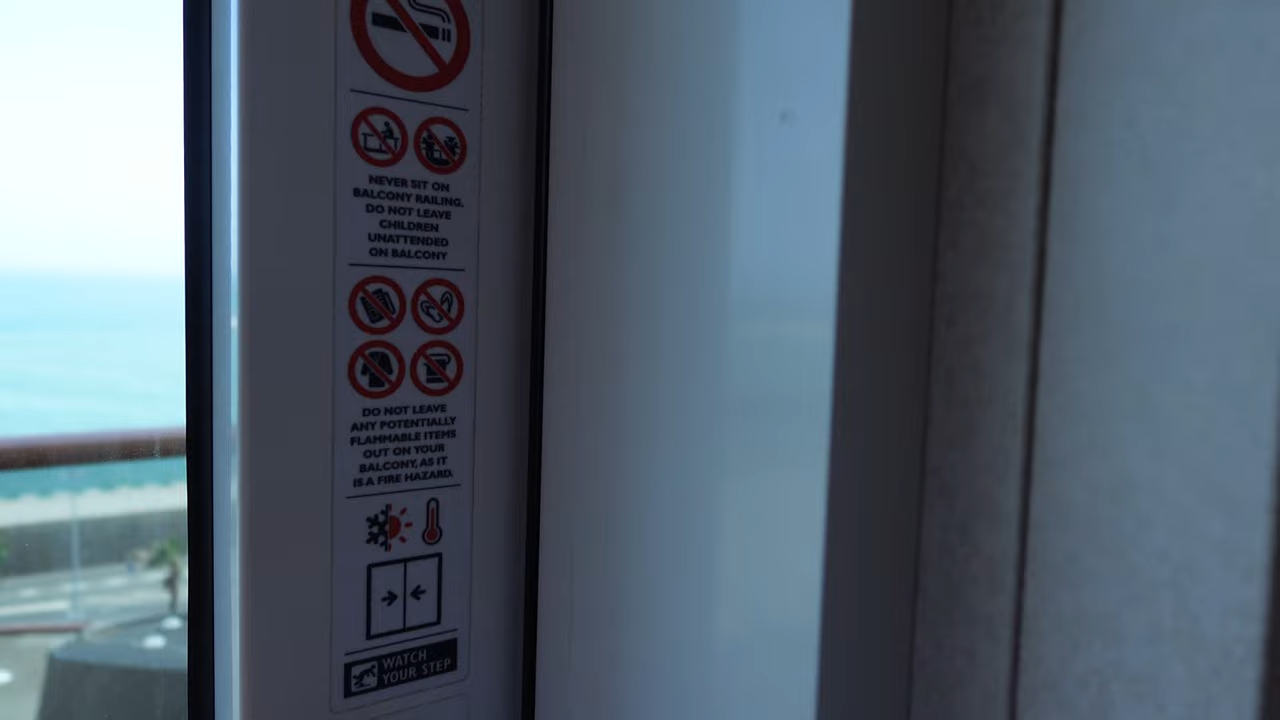 NEVER SIT ON
BALCONY RAILING.
DO NOT LEAVE
CHILDREN
UNATTENDED
ON BALCONY
DO NOT LEAVE
ANY POTENTIALLY
FLAMMABLE ITEMS
OUT ON YOUR
BALCONY, AS IT
IS A FIRE HAZARD.
WATCH
YOUR STEP